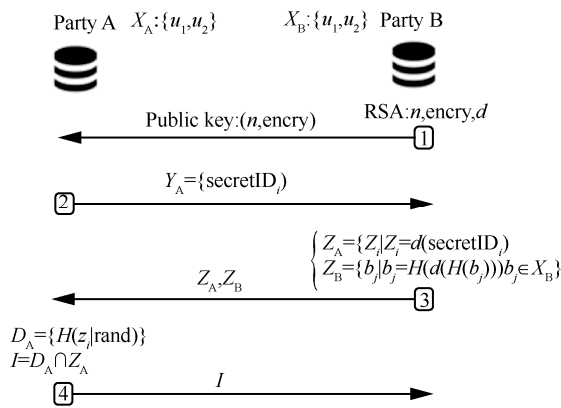 Party A
X_A:{u_1,u_2}
X_B:{u_1,u_2}
Party B
RSA:n,encry,d
Public key:(n,encry)
1
Y_A={secretID_i)
2
Z_A={Z_i|Z_i=d(secretID_i)
Z_B={b_j|b_j=H(d(H(b_j)))b_j∈X_B}
Z_A,Z_B
3
D_A={H(z_i|rand)}
I=D_A∩Z_A
4
I